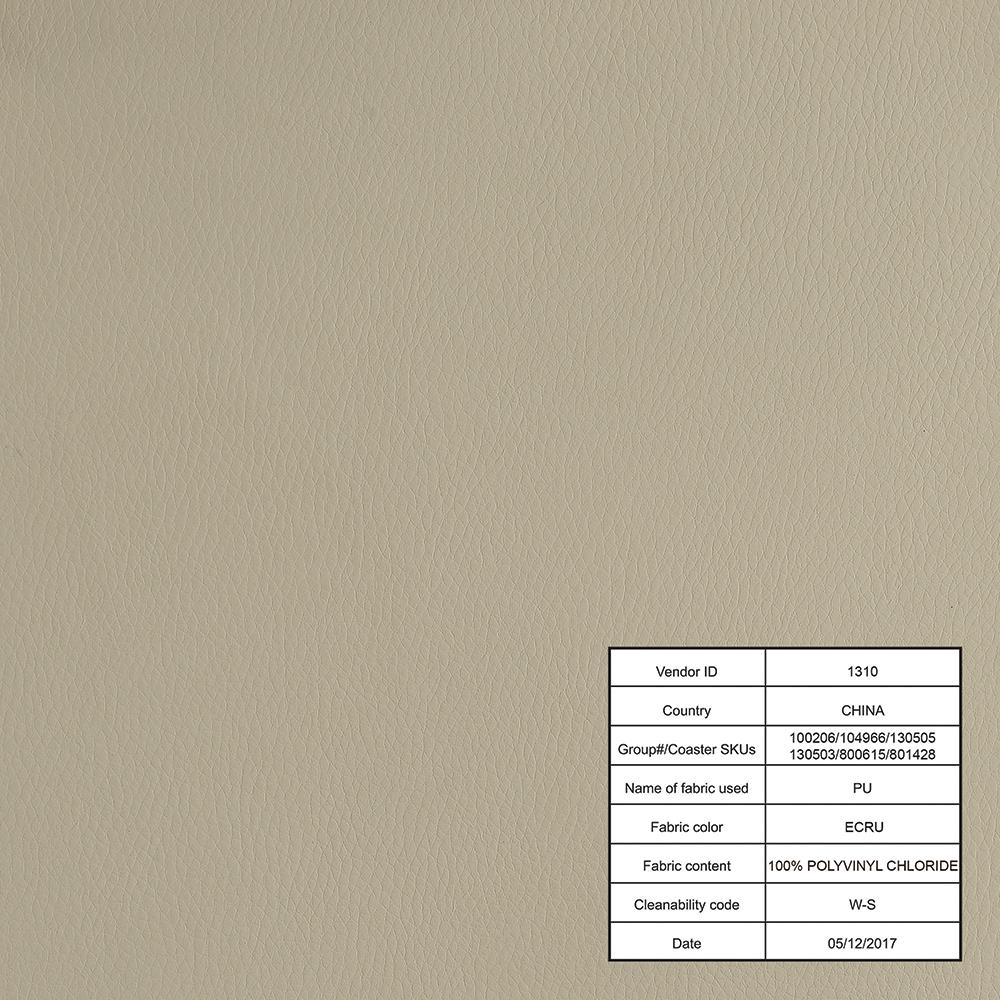 Vendor ID 1310
Country CHINA
Group#/Coaster SKUs 100206/104966/130505
130503/800615/801428
Name of fabric used PU
Fabric color ECRU
Fabric content 100% POLYVINYL CHLORIDE
Cleanability code W-S
Date 05/12/2017